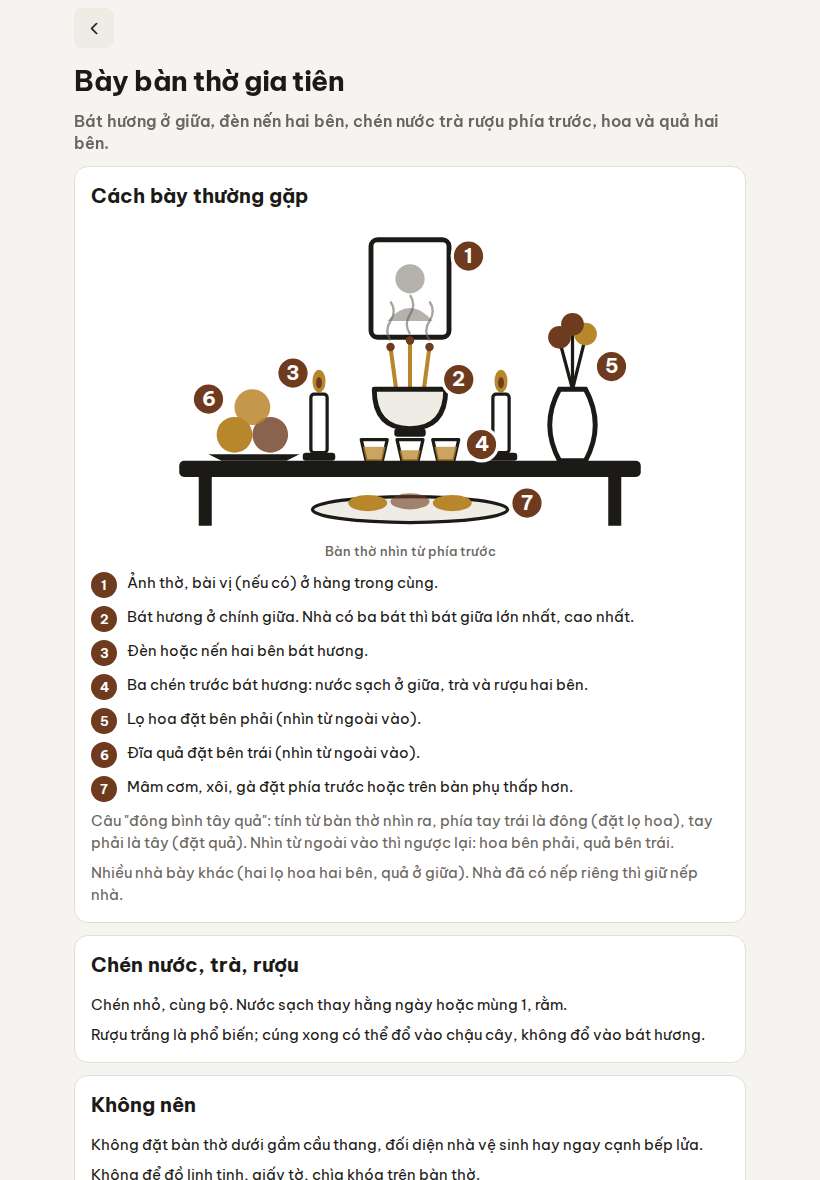 Bày bàn thờ gia tiên
Bát hương ở giữa, đèn nến hai bên, chén nước trà rượu phía trước, hoa và quả hai
bên.
Cách bày thường gặp
1
2
3
4
5
6
7
Bàn thờ nhìn từ phía trước
1 Ảnh thờ, bài vị (nếu có) ở hàng trong cùng.
2 Bát hương ở chính giữa. Nhà có ba bát thì bát giữa lớn nhất, cao nhất.
3 Đèn hoặc nến hai bên bát hương.
4 Ba chén trước bát hương: nước sạch ở giữa, trà và rượu hai bên.
5 Lọ hoa đặt bên phải (nhìn từ ngoài vào).
6 Đĩa quả đặt bên trái (nhìn từ ngoài vào).
7 Mâm cơm, xôi, gà đặt phía trước hoặc trên bàn phụ thấp hơn.
Câu "đông bình tây quả": tính từ bàn thờ nhìn ra, phía tay trái là đông (đặt lọ hoa), tay
phải là tây (đặt quả). Nhìn từ ngoài vào thì ngược lại: hoa bên phải, quả bên trái.
Nhiều nhà bày khác (hai lọ hoa hai bên, quả ở giữa). Nhà đã có nếp riêng thì giữ nếp
nhà.
Chén nước, trà, rượu
Chén nhỏ, cùng bộ. Nước sạch thay hằng ngày hoặc mùng 1, rằm.
Rượu trắng là phổ biến; cúng xong có thể đổ vào chậu cây, không đổ vào bát hương.
Không nên
Không đặt bàn thờ dưới gầm cầu thang, đối diện nhà vệ sinh hay ngay cạnh bếp lửa.
Không để đồ linh tinh, giấy tờ, chìa khóa trên bàn thờ.